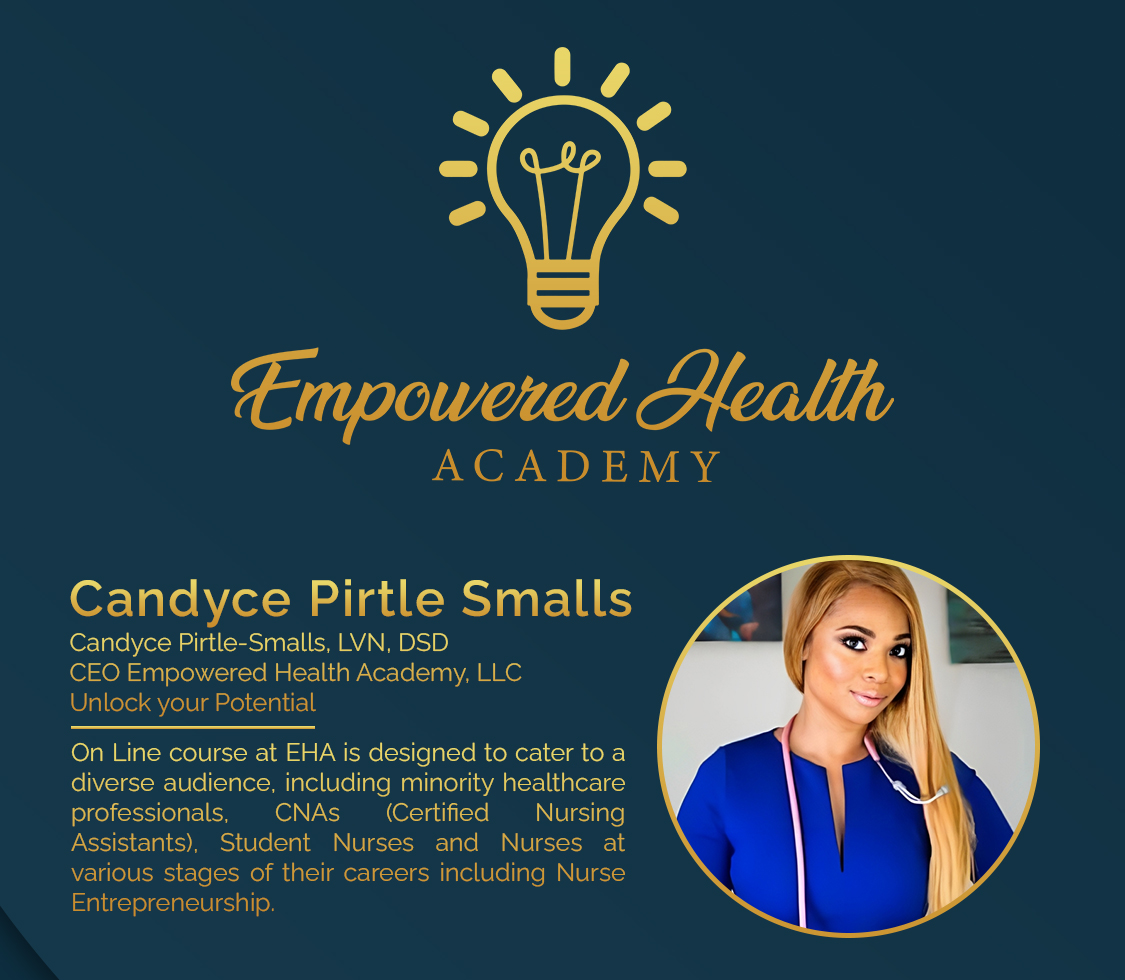 Empowered Health
ACADEMY
Candyce Pirtle Smalls
Candyce Pirtle-Smalls, LVN, DSD
CEO Empowered Health Academy, LLC
Unlock your Potential
On Line course at EHA is designed to cater to a
diverse audience, including minority healthcare
professionals, CNAs (Certified Nursing
Assistants), Student Nurses and Nurses at
various stages of their careers including Nurse
Entrepreneurship.